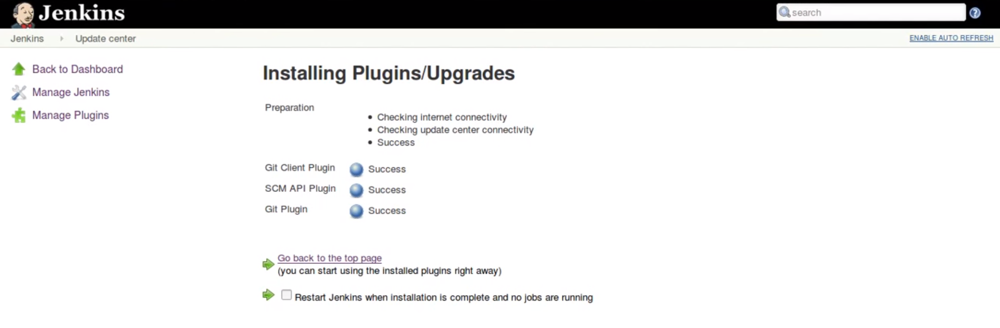 Jenkins
search
?
Jenkins Update center
ENABLE AUTO REFRESH
Back to Dashboard
Manage Jenkins
Manage Plugins
Installing Plugins/Upgrades
Preparation
• Checking internet connectivity
• Checking update center connectivity
• Success
Git Client Plugin Success
SCM API Plugin Success
Git Plugin Success
Go back to the top page
(you can start using the installed plugins right away)
Restart Jenkins when installation is complete and no jobs are running